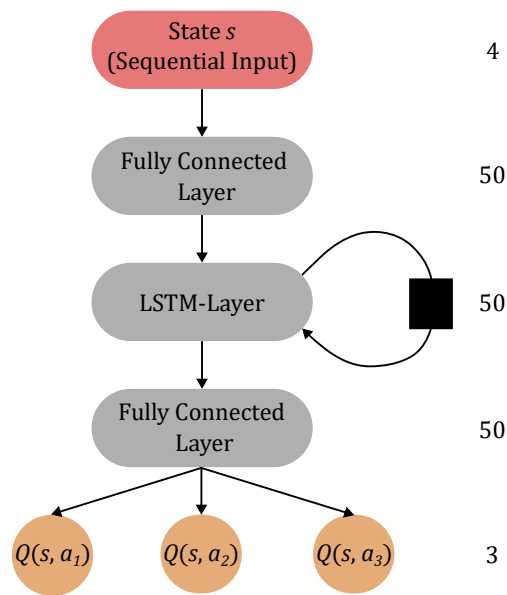 State s
(Sequential Input)
4
Fully Connected
Layer
50
LSTM-Layer
50
Fully Connected
Layer
50
Q(s, a₁)
Q(s, a₂)
Q(s, a₃)
3